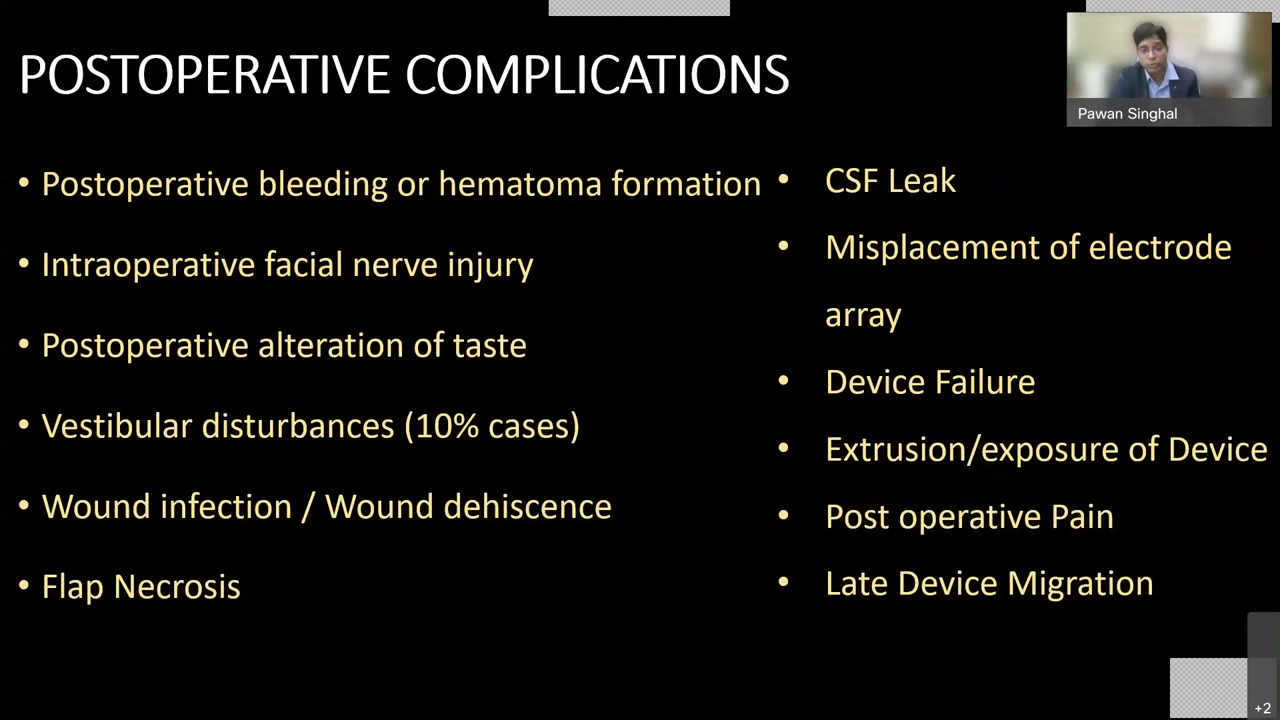 POSTOPERATIVE COMPLICATIONS
Pawan Singhal
• Postoperative bleeding or hematoma formation
• Intraoperative facial nerve injury
• Postoperative alteration of taste
• Vestibular disturbances (10% cases)
• Wound infection / Wound dehiscence
• Flap Necrosis
• CSF Leak
• Misplacement of electrode
array
• Device Failure
• Extrusion/exposure of Device
• Post operative Pain
• Late Device Migration
+2